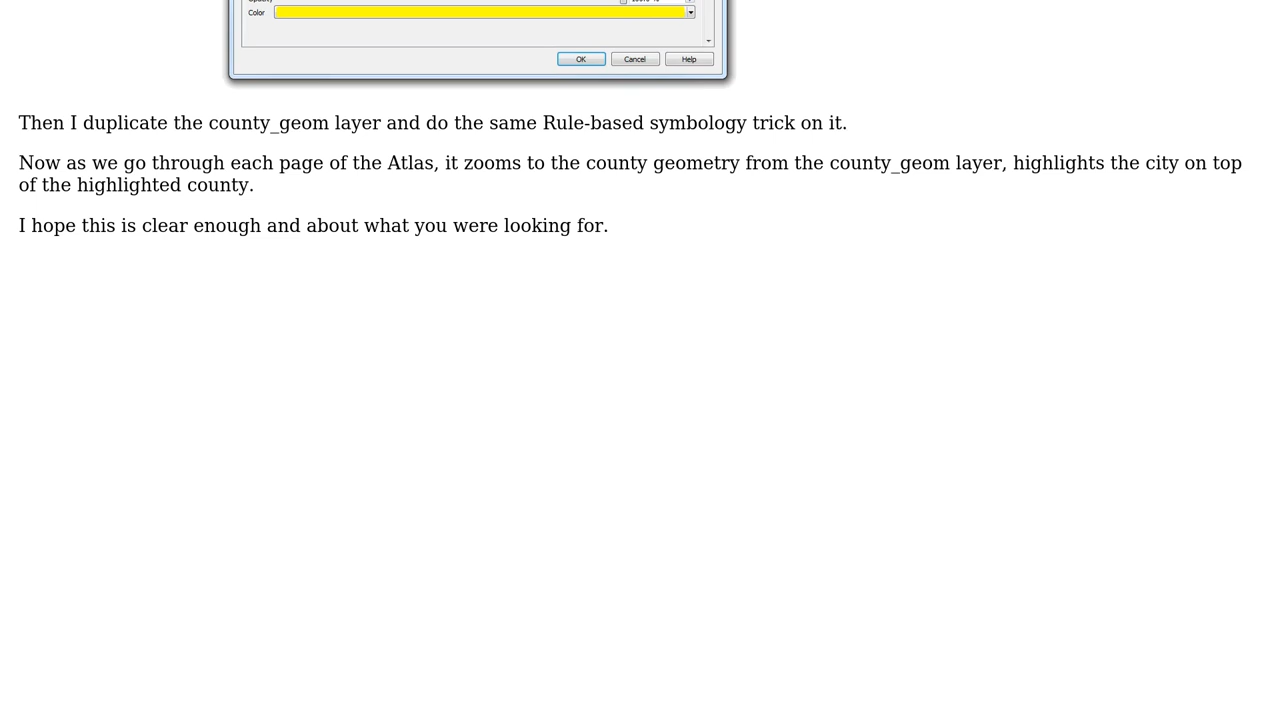 Color
OK Cancel Help
Then I duplicate the county_geom layer and do the same Rule-based symbology trick on it.
Now as we go through each page of the Atlas, it zooms to the county geometry from the county_geom layer, highlights the city on top
of the highlighted county.
I hope this is clear enough and about what you were looking for.